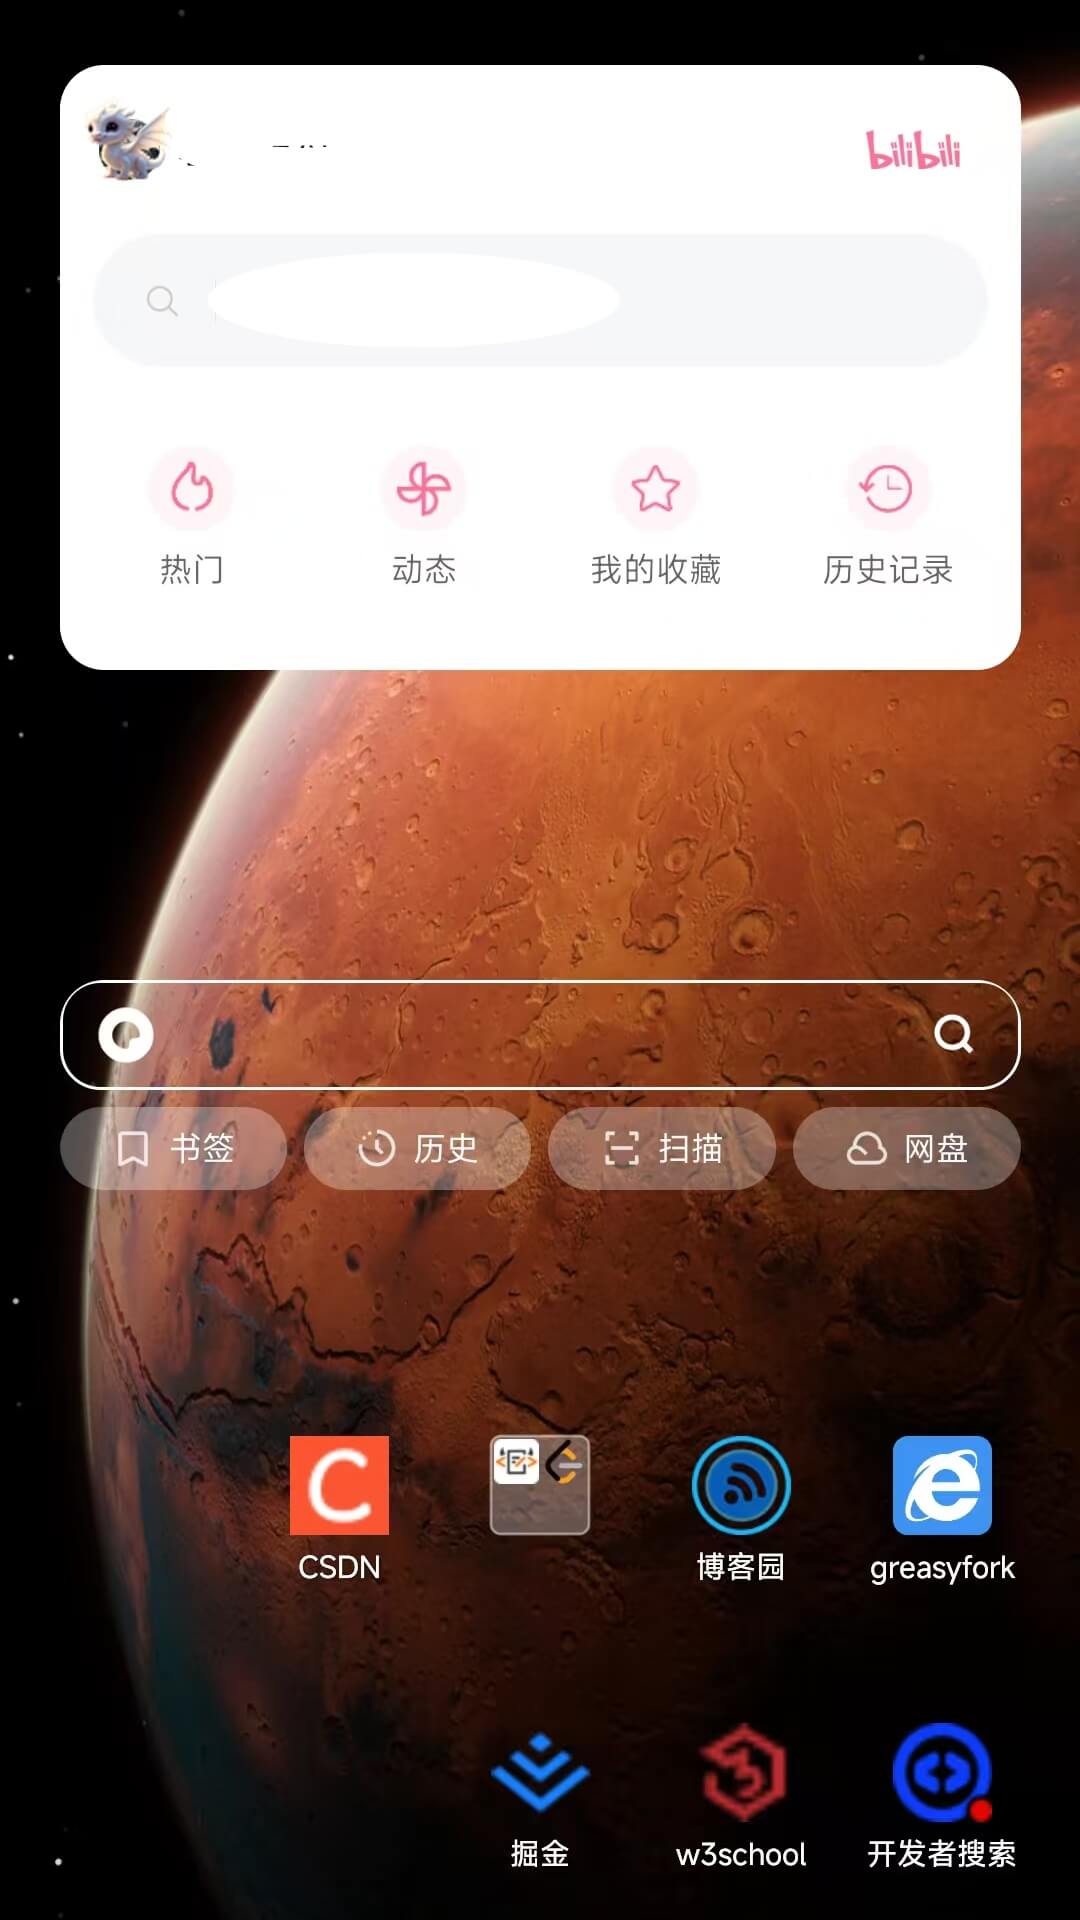 bilibili
热门 动态 我的收藏 历史记录
书签 历史 扫描 网盘
CSDN 博客园 greasyfork
掘金 w3school 开发者搜索